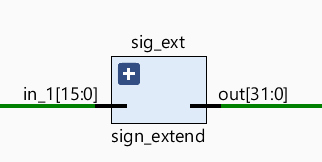 sig_ext
in_1[15:0]
out[31:0]
sign_extend